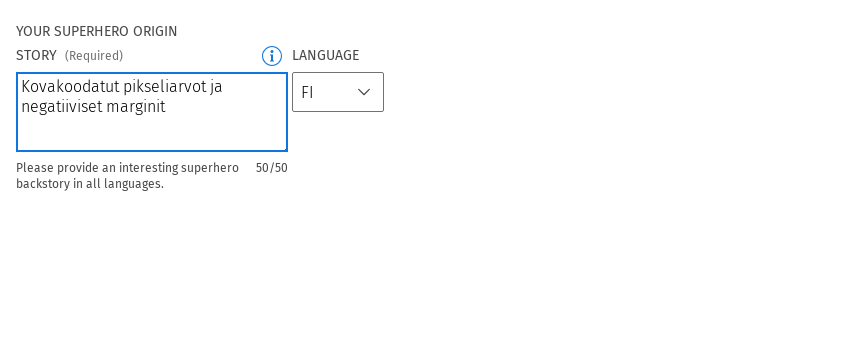 YOUR SUPERHERO ORIGIN
STORY (Required) LANGUAGE
Kovakoodatut pikseliarvot ja
negatiiviset marginit
FI
Please provide an interesting superhero 50/50
backstory in all languages.